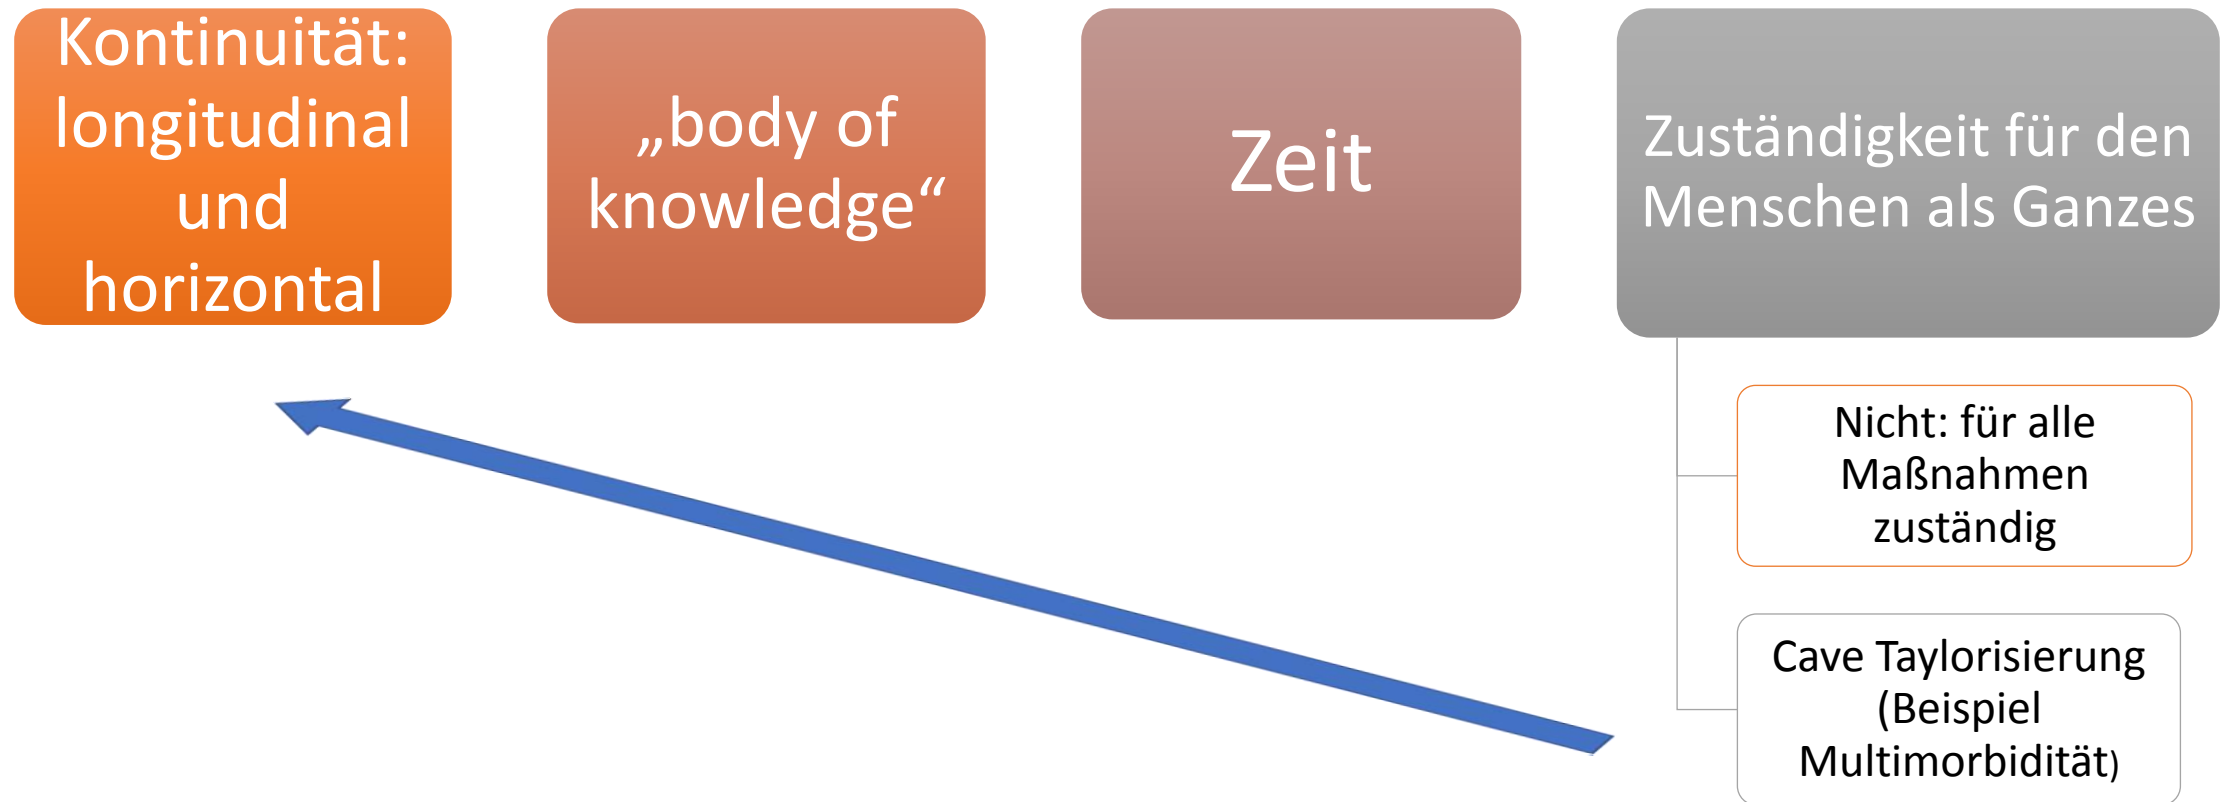 Kontinuität:
longitudinal
und
horizontal
„body of
knowledge“
Zeit
Zuständigkeit für den
Menschen als Ganzes
Nicht: für alle
Maßnahmen
zuständig
Cave Taylorisierung
(Beispiel
Multimorbidität)